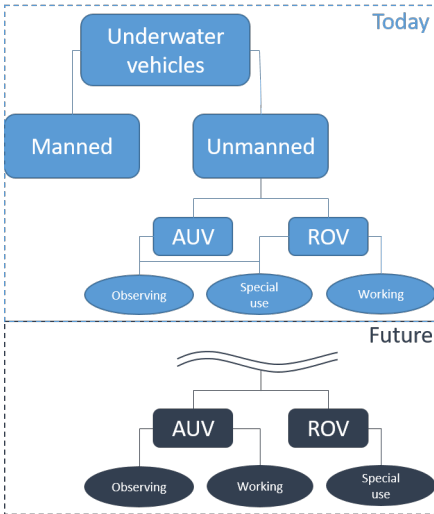 Today
Underwater
vehicles
Manned
Unmanned
AUV
ROV
Observing
Special
use
Working
Future
AUV
ROV
Observing
Working
Special
use